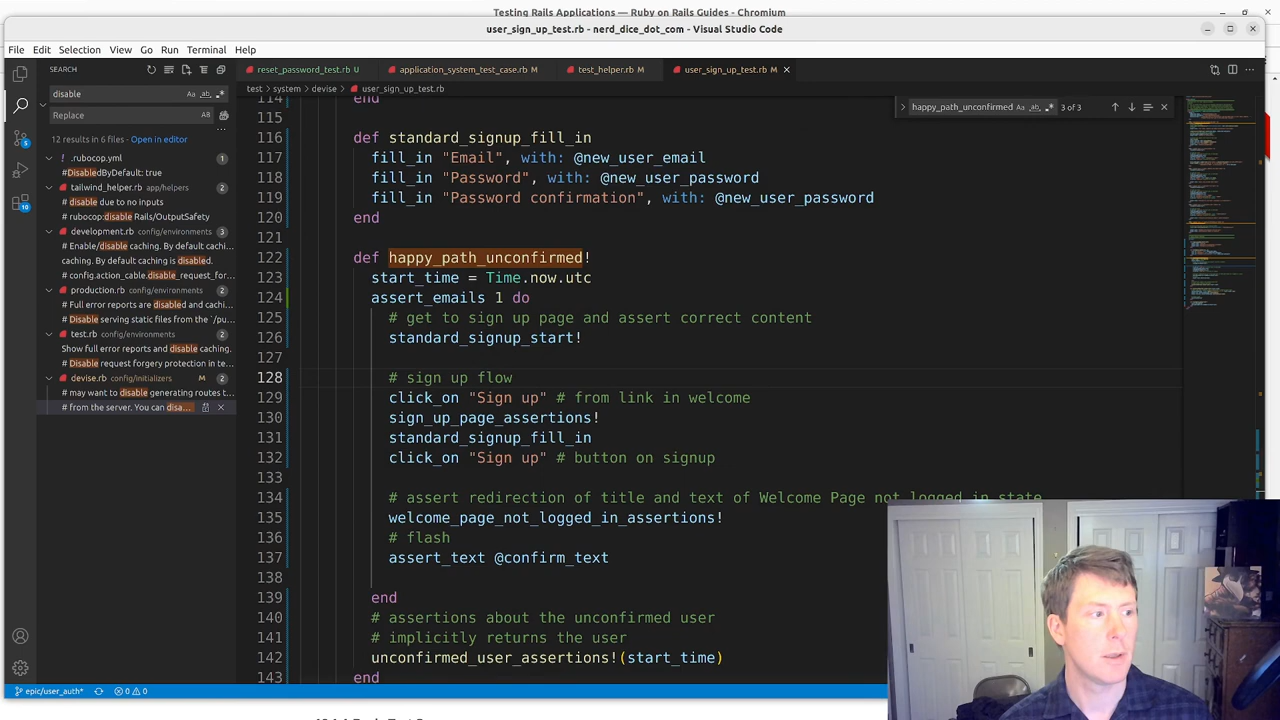 Testing Rails Applications — Ruby on Rails Guides - Chromium
user_sign_up_test.rb - nerd_dice_dot_com - Visual Studio Code
File Edit Selection View Go Run Terminal Help
SEARCH
reset_password_test.rb U
application_system_test_case.rb M
test_helper.rb M
user_sign_up_test.rb M
disable
Replace
12 results in 6 files - Open in editor
.rubocop.yml 1
#DisabledByDefault: true
tailwind_helper.rb app/helpers 2
# disable due to no inputs
# rubocop:disable Rails/OutputSafety
development.rb config/environments 2
Enable/disable caching. By default cachi...
# config.action_cable.disable_request_for...
production.rb config/environments 2
Full error reports are disabled and cachi...
# Disable serving static files from the `/pu...
test.rb config/environments 2
Show full error reports and disable caching.
# Disable request forgery protection in te...
devise.rb config/initializers M 2
# may want to disable generating routes t...
# from the server. You can disa...
test > system > devise > user_sign_up_test.rb
happy_path_unconfirmed 3 of 3
114 end
115
116 def standard_signup_fill_in
117 fill_in "Email", with: @new_user_email
118 fill_in "Password", with: @new_user_password
119 fill_in "Password confirmation", with: @new_user_password
120 end
121
122 def happy_path_unconfirmed!
123 start_time = Time.now.utc
124 assert_emails 1 do
125 # get to sign up page and assert correct content
126 standard_signup_start!
127
128 # sign up flow
129 click_on "Sign up" # from link in welcome
130 sign_up_page_assertions!
131 standard_signup_fill_in
132 click_on "Sign up" # button on signup
133
134 # assert redirection of title and text of Welcome Page not logged in state
135 welcome_page_not_logged_in_assertions!
136 # flash
137 assert_text @confirm_text
138
139 end
140 # assertions about the unconfirmed user
141 # implicitly returns the user
142 unconfirmed_user_assertions!(start_time)
143 end
epic/user_auth* 0 0